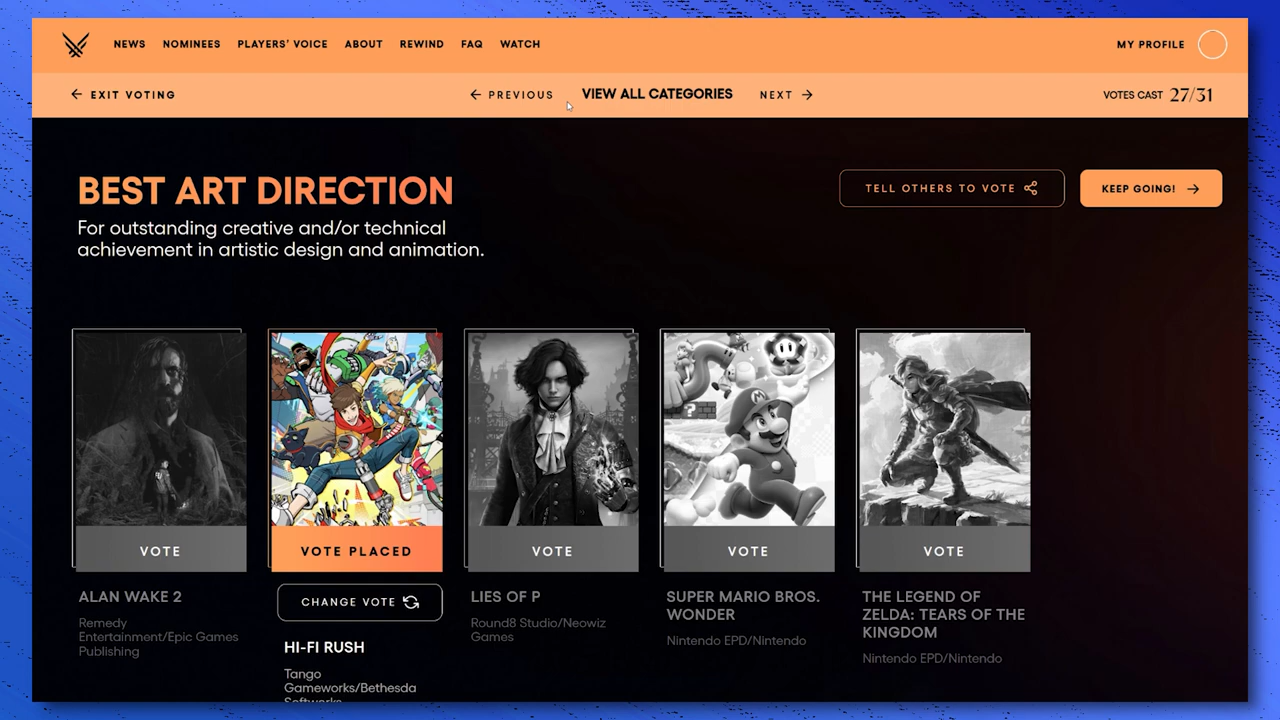 NEWS NOMINEES PLAYERS' VOICE ABOUT REWIND FAQ WATCH MY PROFILE
EXIT VOTING PREVIOUS VIEW ALL CATEGORIES NEXT VOTES CAST 27/31
BEST ART DIRECTION
TELL OTHERS TO VOTE KEEP GOING!
For outstanding creative and/or technical
achievement in artistic design and animation.
VOTE
ALAN WAKE 2
Remedy
Entertainment/Epic Games
Publishing
VOTE PLACED
CHANGE VOTE
HI-FI RUSH
Tango
Gameworks/Bethesda
Softworks
VOTE
LIES OF P
Round8 Studio/Neowiz
Games
VOTE
SUPER MARIO BROS.
WONDER
Nintendo EPD/Nintendo
VOTE
THE LEGEND OF
ZELDA: TEARS OF THE
KINGDOM
Nintendo EPD/Nintendo